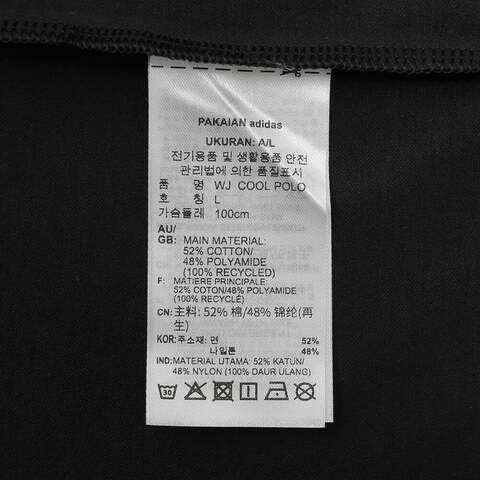 PAKAIAN adidas
UKURAN: A/L
전기용품 및 생활용품 안전
관리법에 의한 품질표시
품 명 WJ COOL POLO
호 칭 L
가슴둘레 100cm
AU/
GB: MAIN MATERIAL:
52% COTTON/
48% POLYAMIDE
(100% RECYCLED)
F: MATIERE PRINCIPALE:
52% COTON/48% POLYAMIDE
(100% RECYCLÉ)
CN: 主料: 52% 棉/48% 锦纶(再
生)
KOR: 주소재: 면 52%
나일론 48%
IND: MATERIAL UTAMA: 52% KATUN/
48% NYLON (100% DAUR ULANG)
30